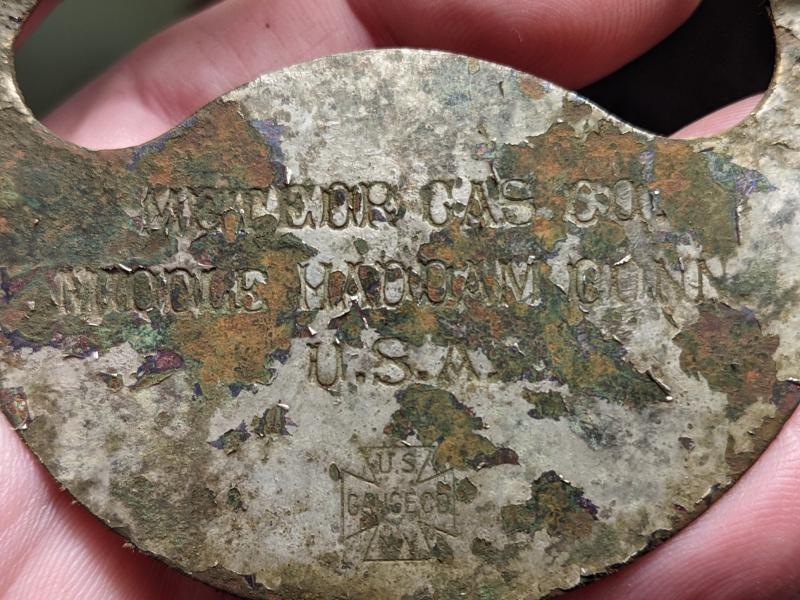 METEOR GAS CO.
MIDDLE HADDAM CONN.
U.S.A.
U.S
GAUGE CO
N.Y.